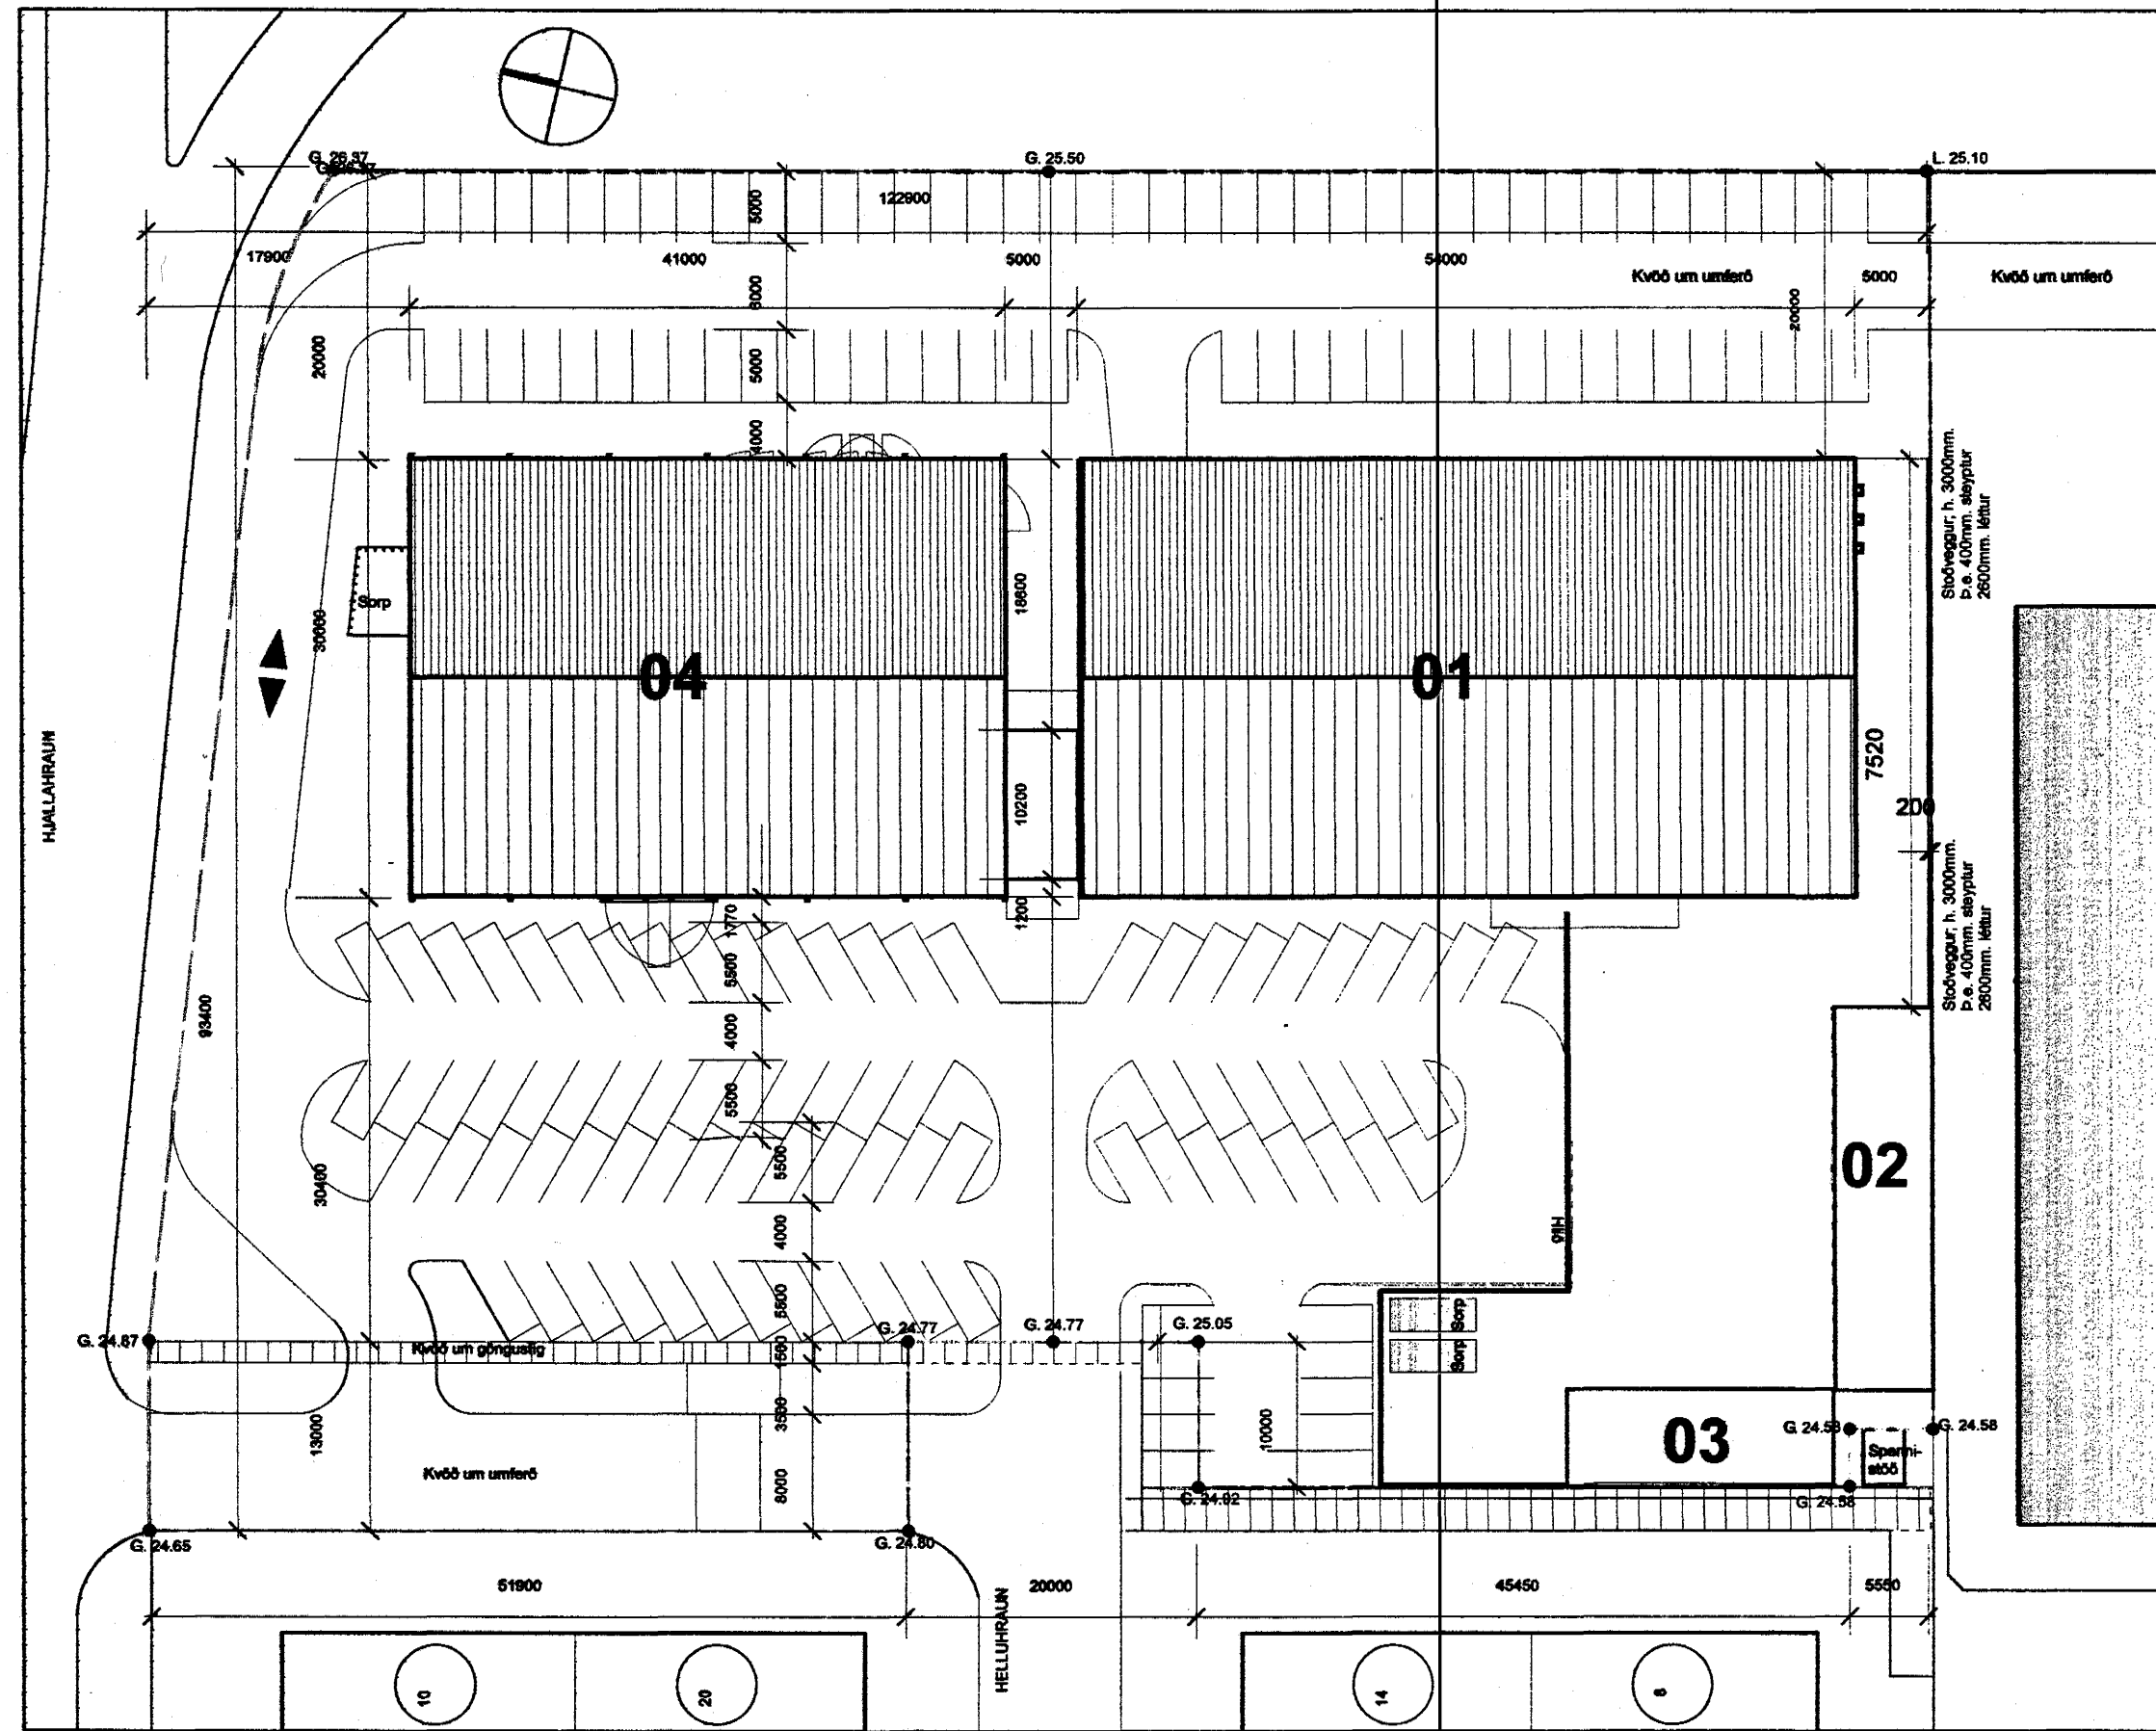 G. 26.37
G. 25.50
L. 25.10
122900
5000
17900
41000
5000
54000
Kvöð um umferð
5000
Kvöð um umferð
6000
20000
20000
5000
4000
Stoðveggur, h. 3000mm.
Þ.e. 400mm. steyptur
2600mm. léttur
Sorp
18600
30000
04
01
HJALLAHRAUN
7520
10200
200
Stoðveggur, h. 3000mm.
Þ.e. 400mm. steyptur
2600mm. léttur
1770
1200
5500
93400
4000
5500
5500
30400
02
4000
Hlið
5500
Sorp
Sorp
G. 24.87
G. 24.77
G. 24.77
G. 25.05
Kvöð um göngustíg
1500
3500
13000
10000
03
G. 24.58
G. 24.58
Spenni-
stöð
Kvöð um umferð
8000
G. 24.92
G. 24.58
G. 24.65
G. 24.80
51900
20000
45450
5550
HELLUHRAUN
10
20
14